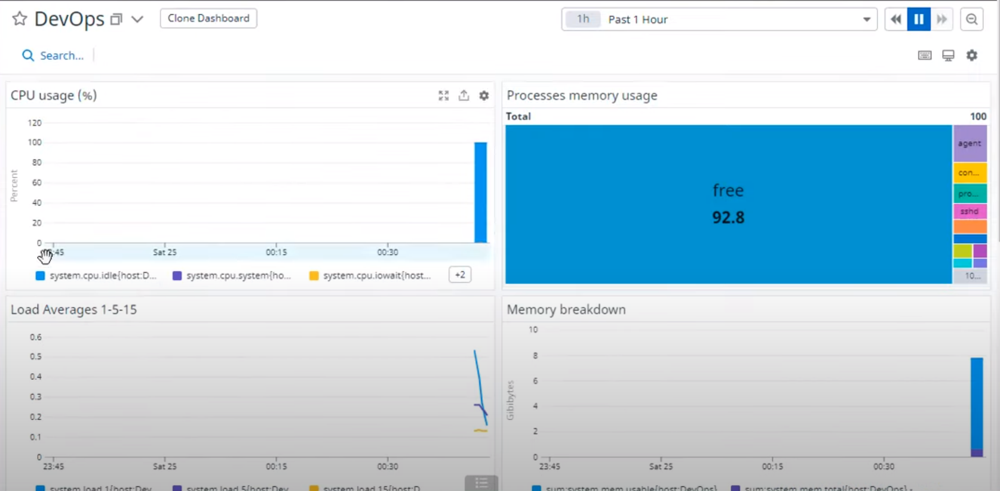 DevOps
Clone Dashboard
1h Past 1 Hour
Search...
CPU usage (%)
120
100
80
60
40
20
0
Percent
:45 Sat 25 00:15 00:30
system.cpu.idle{host:D... system.cpu.system{ho... system.cpu.iowait{host... +2
Processes memory usage
Total 100
free
92.8
agent
con...
pro...
sshd
10...
Load Averages 1-5-15
0.6
0.5
0.4
0.3
0.2
0.1
0
23:45 Sat 25 00:15 00:30
system.load.1{host:Dev system.load.5{host:Dev system.load.15{host:D
Memory breakdown
10
8
6
4
2
0
Gibibytes
23:45 Sat 25 00:15 00:30
sum:system.mem.usable{host:DevOps} sum:system.mem.total{host:DevOps} -